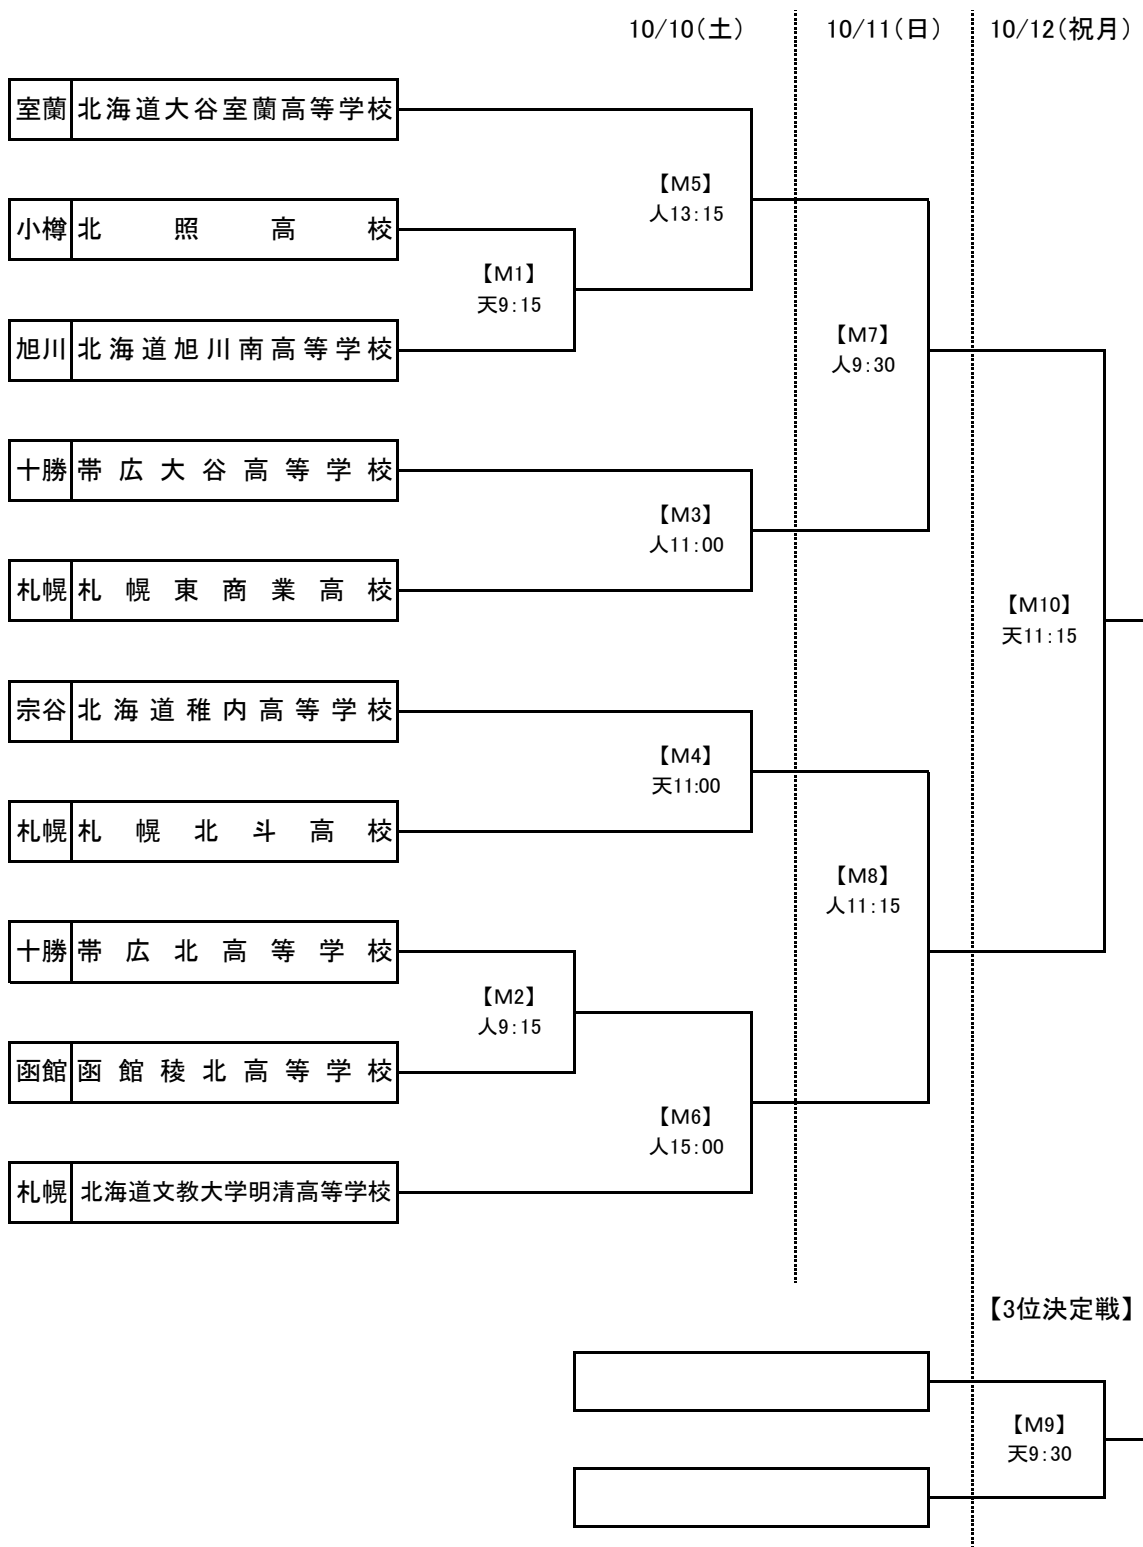 10/10(土) 10/11(日) 10/12(祝月)
室蘭 北海道大谷室蘭高等学校
【M5】
人13:15
小樽 北照高校
【M1】
天9:15
旭川 北海道旭川南高等学校
【M7】
人9:30
十勝 帯広大谷高等学校
【M3】
人11:00
札幌 札幌東商業高校
【M10】
天11:15
宗谷 北海道稚内高等学校
【M4】
天11:00
札幌 札幌北斗高校
【M8】
人11:15
十勝 帯広北高等学校
【M2】
人9:15
函館 函館稜北高等学校
【M6】
人15:00
札幌 北海道文教大学明清高等学校
【3位決定戦】
【M9】
天9:30